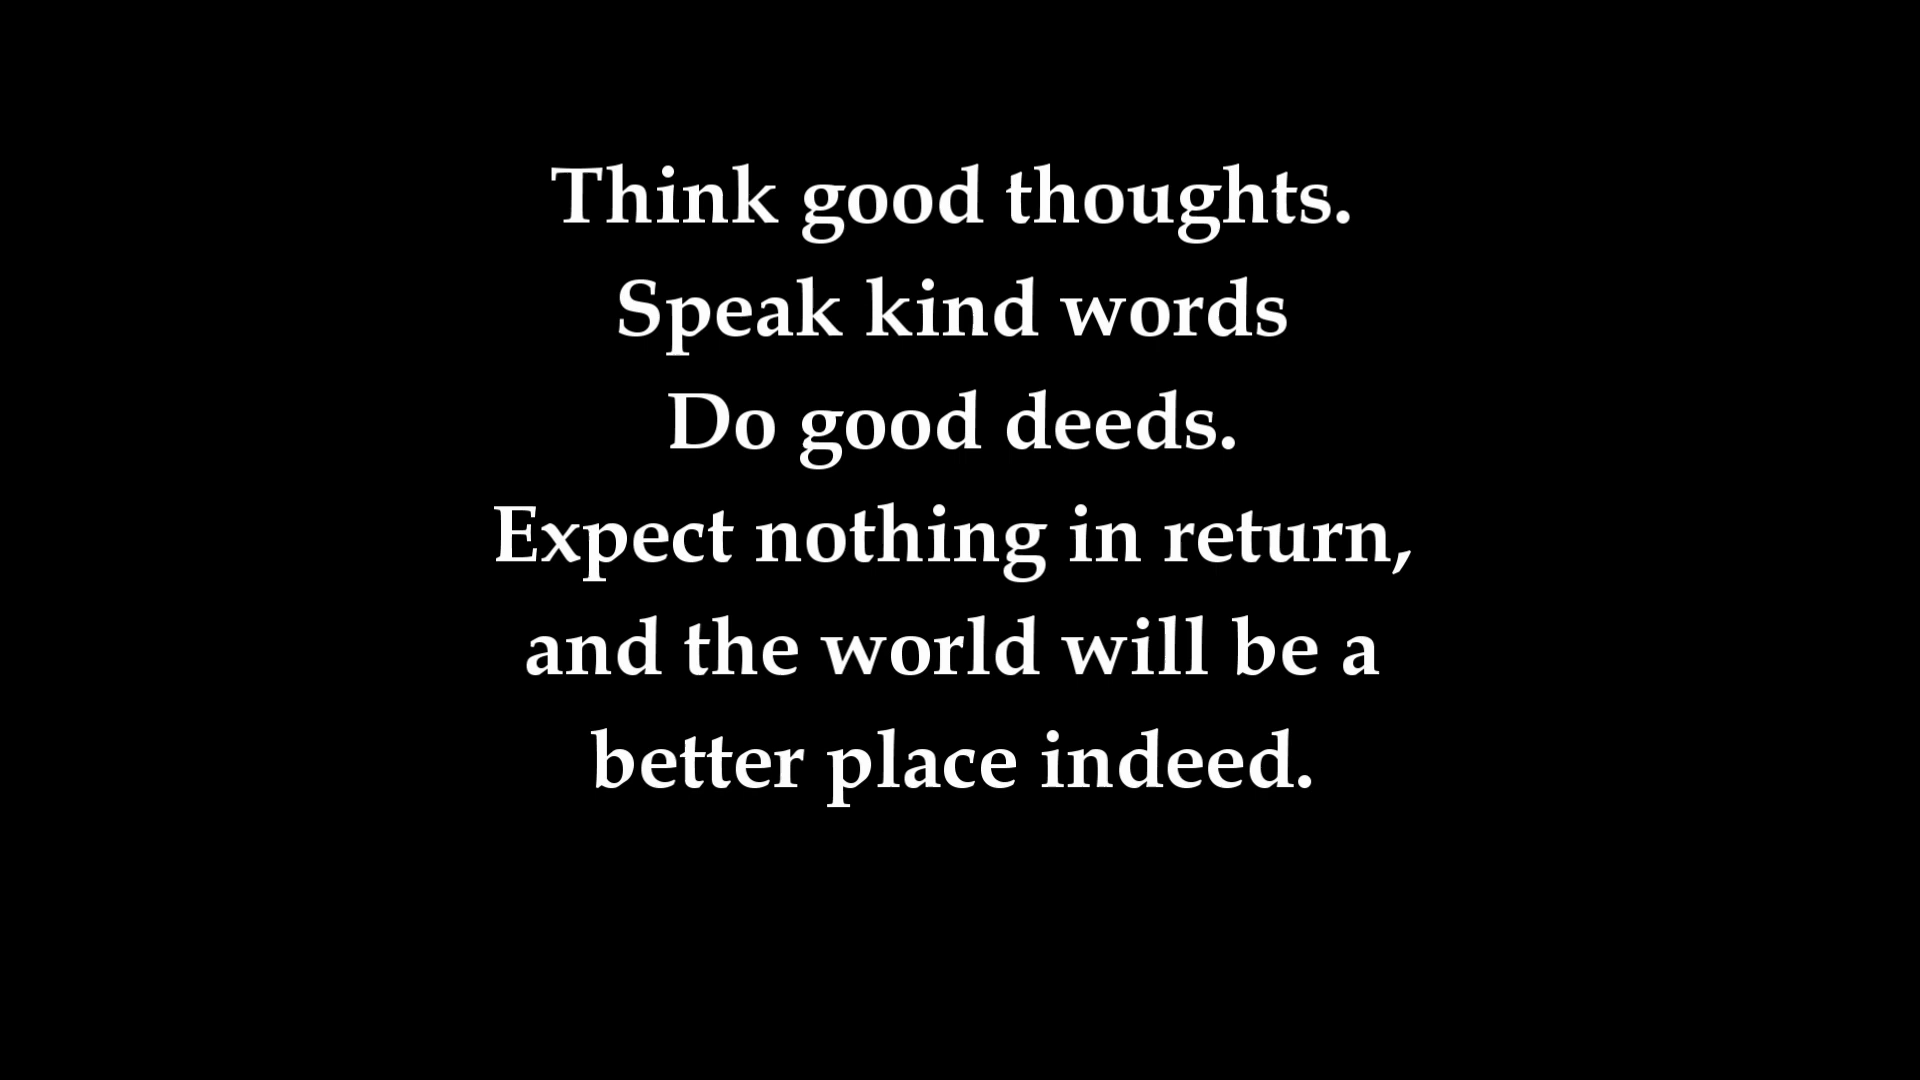 Think good thoughts.
Speak kind words
Do good deeds.
Expect nothing in return,
and the world will be a
better place indeed.